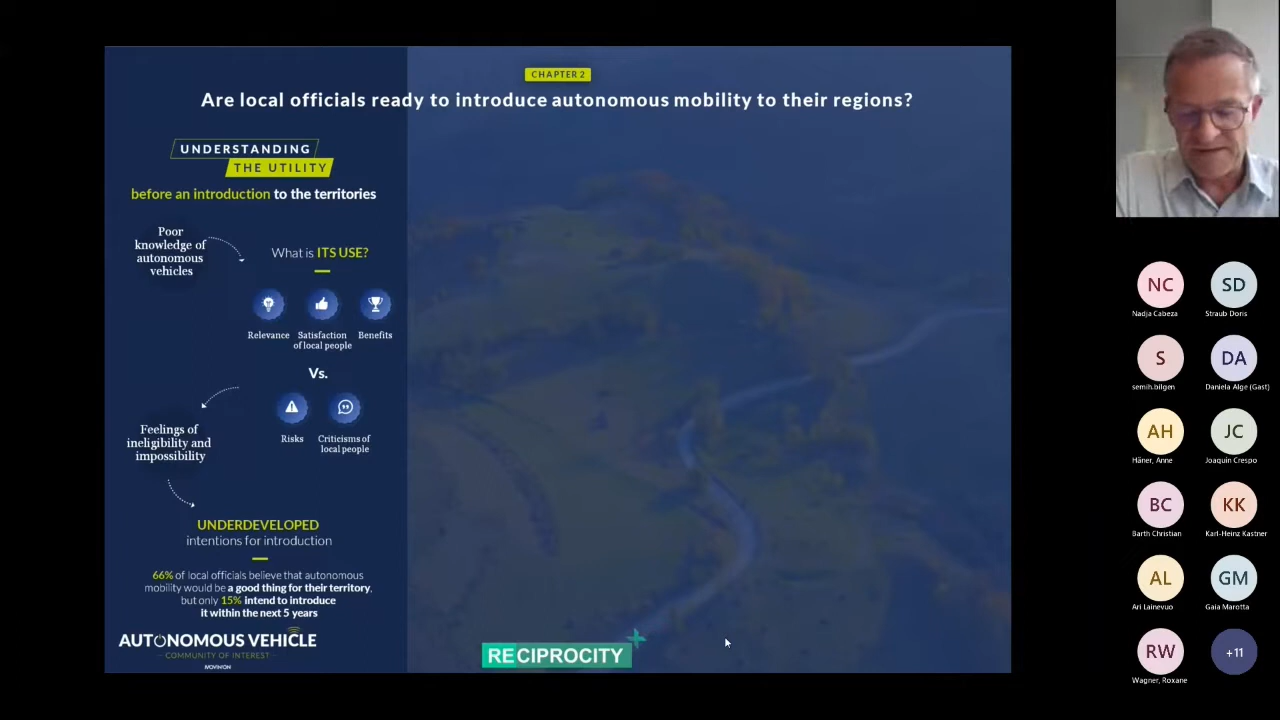 CHAPTER 2
Are local officials ready to introduce autonomous mobility to their regions?
UNDERSTANDING
THE UTILITY
before an introduction to the territories
Poor
knowledge of
autonomous
vehicles
What is ITS USE?
Relevance
Satisfaction
of local people
Benefits
Vs.
Risks
Criticisms of
local people
Feelings of
ineligibility and
impossibility
UNDERDEVELOPED
intentions for introduction
66% of local officials believe that autonomous
mobility would be a good thing for their territory,
but only 15% intend to introduce
it within the next 5 years
AUTONOMOUS VEHICLE
COMMUNITY OF INTEREST
MOVIN'ON
RECIPROCITY
NC
Nadja Cabeza
SD
Straub Doris
S
semih.bilgen
DA
Daniela Alge (Gast)
AH
Häner, Anne
JC
Joaquin Crespo
BC
Barth Christian
KK
Karl-Heinz Kastner
AL
Ari Lainevuo
GM
Gaia Marotta
RW
Wagner, Roxane
+11